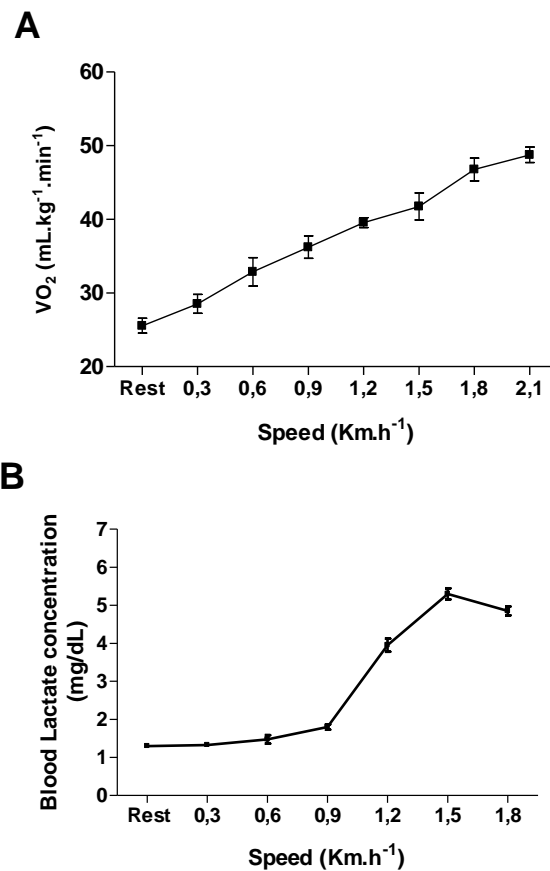 A
VO₂ (mL.kg⁻¹.min⁻¹)
60
50
40
30
20
Rest 0,3 0,6 0,9 1,2 1,5 1,8 2,1
Speed (Km.h⁻¹)
B
Blood Lactate concentration
(mg/dL)
7
6
5
4
3
2
1
0
Rest 0,3 0,6 0,9 1,2 1,5 1,8
Speed (Km.h⁻¹)